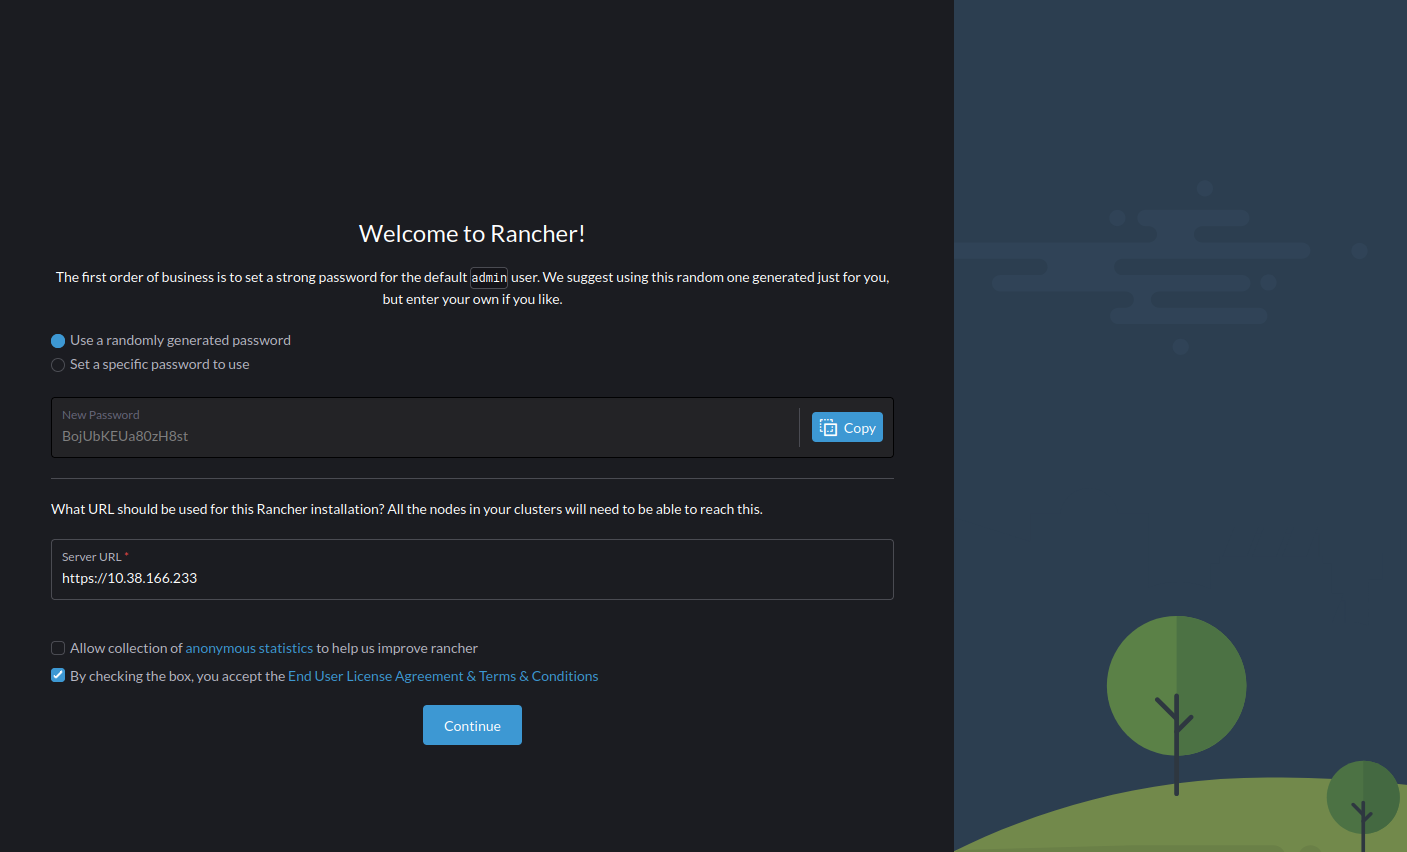 Welcome to Rancher!
The first order of business is to set a strong password for the default admin user. We suggest using this random one generated just for you,
but enter your own if you like.
Use a randomly generated password
Set a specific password to use
New Password
BojUbKEUa80zH8st
Copy
What URL should be used for this Rancher installation? All the nodes in your clusters will need to be able to reach this.
Server URL *
https://10.38.166.233
Allow collection of anonymous statistics to help us improve rancher
By checking the box, you accept the End User License Agreement & Terms & Conditions
Continue